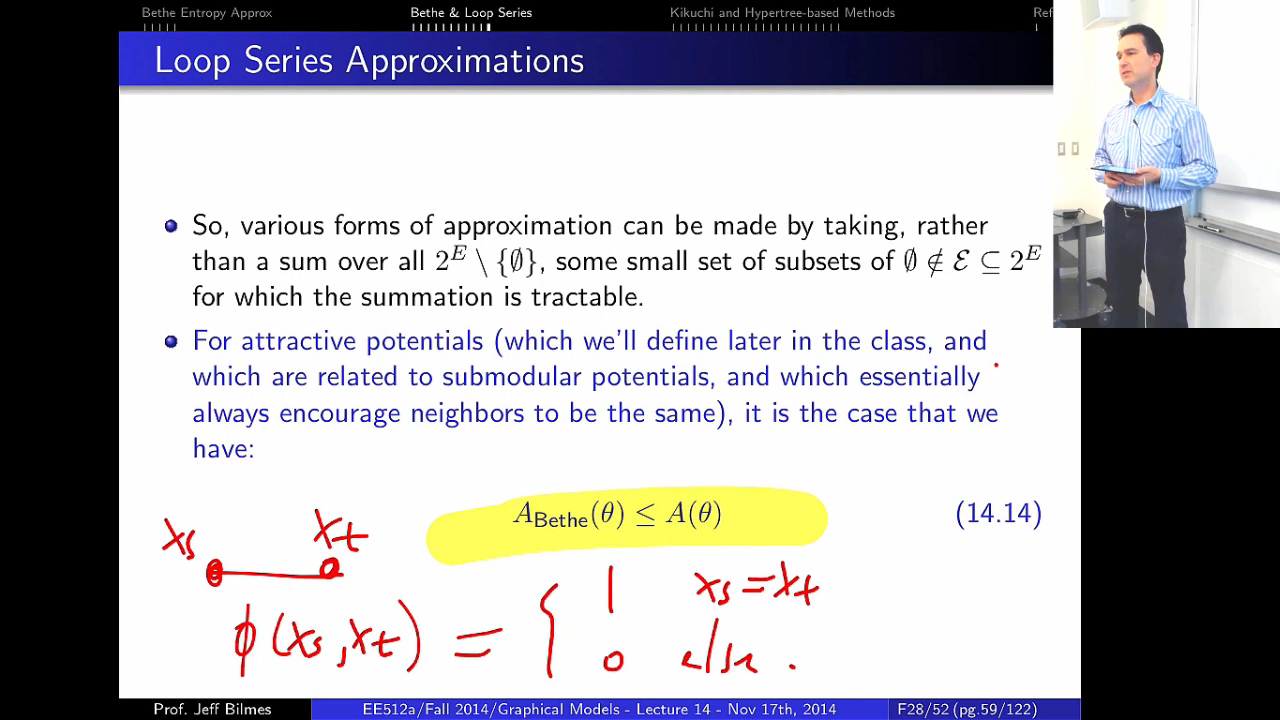 Bethe Entropy Approx
Bethe & Loop Series
Kikuchi and Hypertree-based Methods
Ref
Loop Series Approximations
So, various forms of approximation can be made by taking, rather
than a sum over all 2^E \ {∅}, some small set of subsets of ∅ ∉ ℰ ⊆ 2^E
for which the summation is tractable.
For attractive potentials (which we'll define later in the class, and
which are related to submodular potentials, and which essentially
always encourage neighbors to be the same), it is the case that we
have:
A_Bethe(θ) ≤ A(θ) (14.14)
xs xt
ϕ(xs,xt) = { 1 xs=xt
0 else.
Prof. Jeff Bilmes
EE512a/Fall 2014/Graphical Models - Lecture 14 - Nov 17th, 2014
F28/52 (pg.59/122)